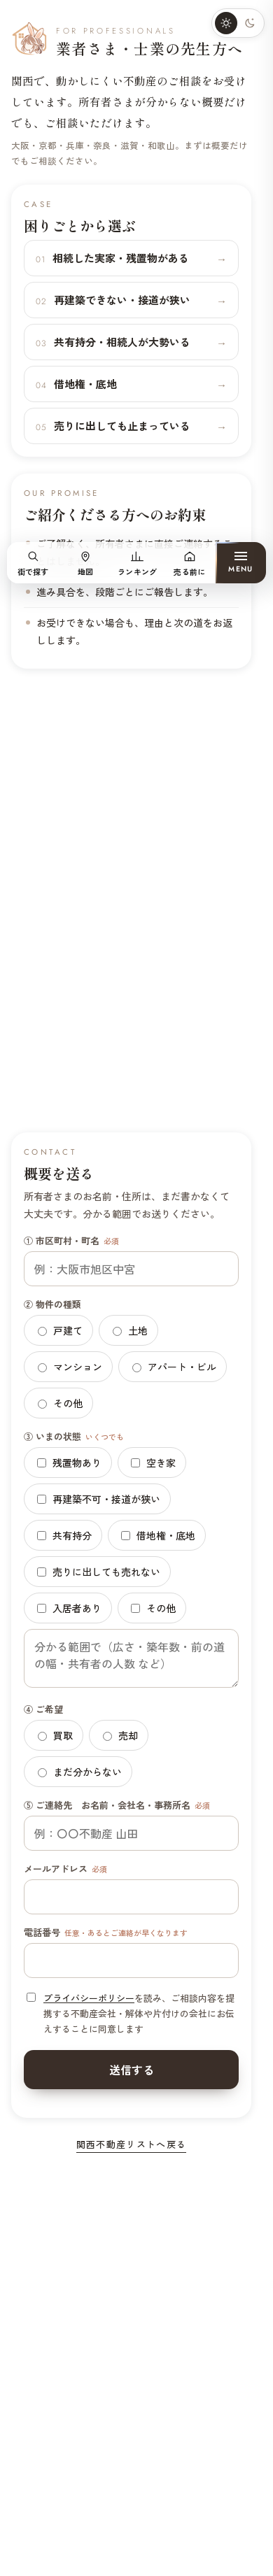 FOR PROFESSIONALS
業者さま・士業の先生方へ
関西で、動かしにくい不動産のご相談をお受け
しています。所有者さまが分からない概要だけ
でも、ご相談いただけます。
大阪・京都・兵庫・奈良・滋賀・和歌山。まずは概要だけ
でもご相談ください。
CASE
困りごとから選ぶ
01 相続した実家・残置物がある →
02 再建築できない・接道が狭い →
03 共有持分・相続人が大勢いる →
04 借地権・底地 →
05 売りに出しても止まっている →
OUR PROMISE
ご紹介くださる方へのお約束
街で探す 地図 ランキング 売る前に MENU
進み具合を、段階ごとにご報告します。
お受けできない場合も、理由と次の道をお返
しします。
CONTACT
概要を送る
所有者さまのお名前・住所は、まだ書かなくて
大丈夫です。分かる範囲でお送りください。
① 市区町村・町名 必須
例：大阪市旭区中宮
② 物件の種類
戸建て 土地
マンション アパート・ビル
その他
③ いまの状態 いくつでも
残置物あり 空き家
再建築不可・接道が狭い
共有持分 借地権・底地
売りに出しても売れない
入居者あり その他
分かる範囲で（広さ・築年数・前の道
の幅・共有者の人数 など）
④ ご希望
買取 売却
まだ分からない
⑤ ご連絡先　お名前・会社名・事務所名 必須
例：〇〇不動産 山田
メールアドレス 必須
電話番号 任意・あるとご連絡が早くなります
プライバシーポリシーを読み、ご相談内容を提
携する不動産会社・解体や片付けの会社にお伝
えすることに同意します
送信する
関西不動産リストへ戻る